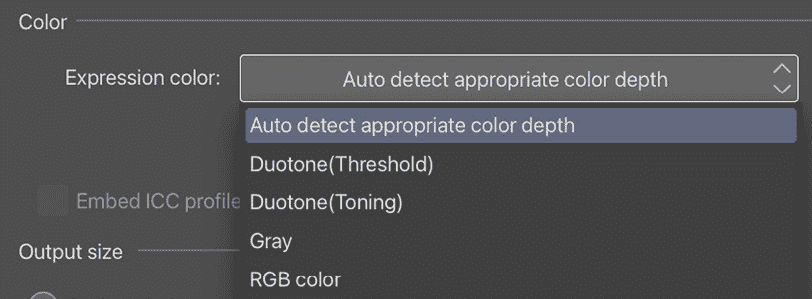 Color
Expression color: Auto detect appropriate color depth
Auto detect appropriate color depth
Duotone(Threshold)
Duotone(Toning)
Embed ICC profile
Gray
Output size
RGB color